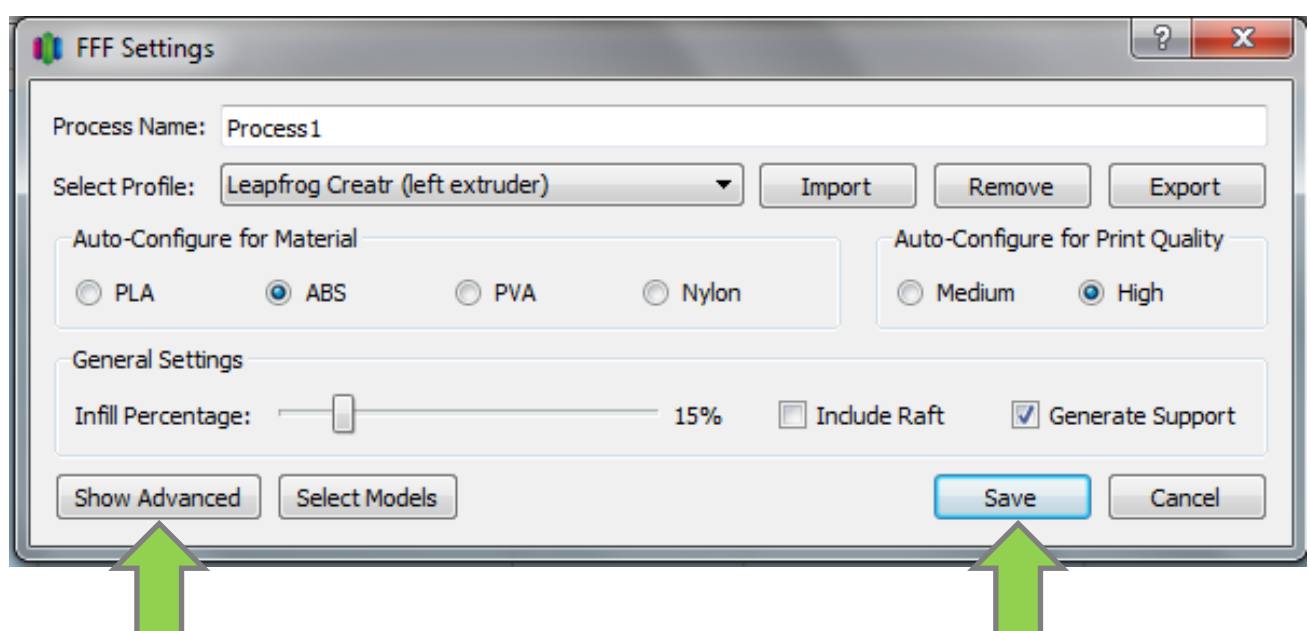 FFF Settings
Process Name: Process1
Select Profile: Leapfrog Creatr (left extruder) Import Remove Export
Auto-Configure for Material Auto-Configure for Print Quality
PLA ABS PVA Nylon Medium High
General Settings
Infill Percentage: 15% Include Raft Generate Support
Show Advanced Select Models Save Cancel